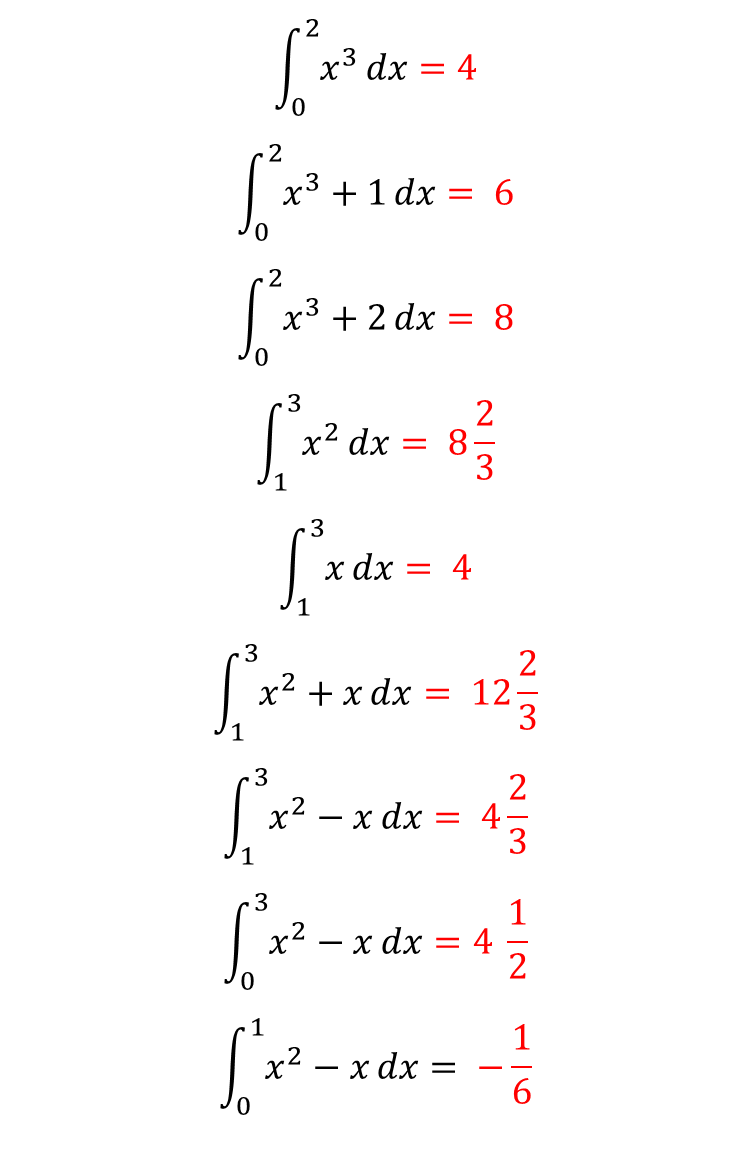 ∫₀² x³ dx = 4
∫₀² x³ + 1 dx = 6
∫₀² x³ + 2 dx = 8
∫₁³ x² dx = 8 2/3
∫₁³ x dx = 4
∫₁³ x² + x dx = 12 2/3
∫₁³ x² − x dx = 4 2/3
∫₀³ x² − x dx = 4 1/2
∫₀¹ x² − x dx = − 1/6